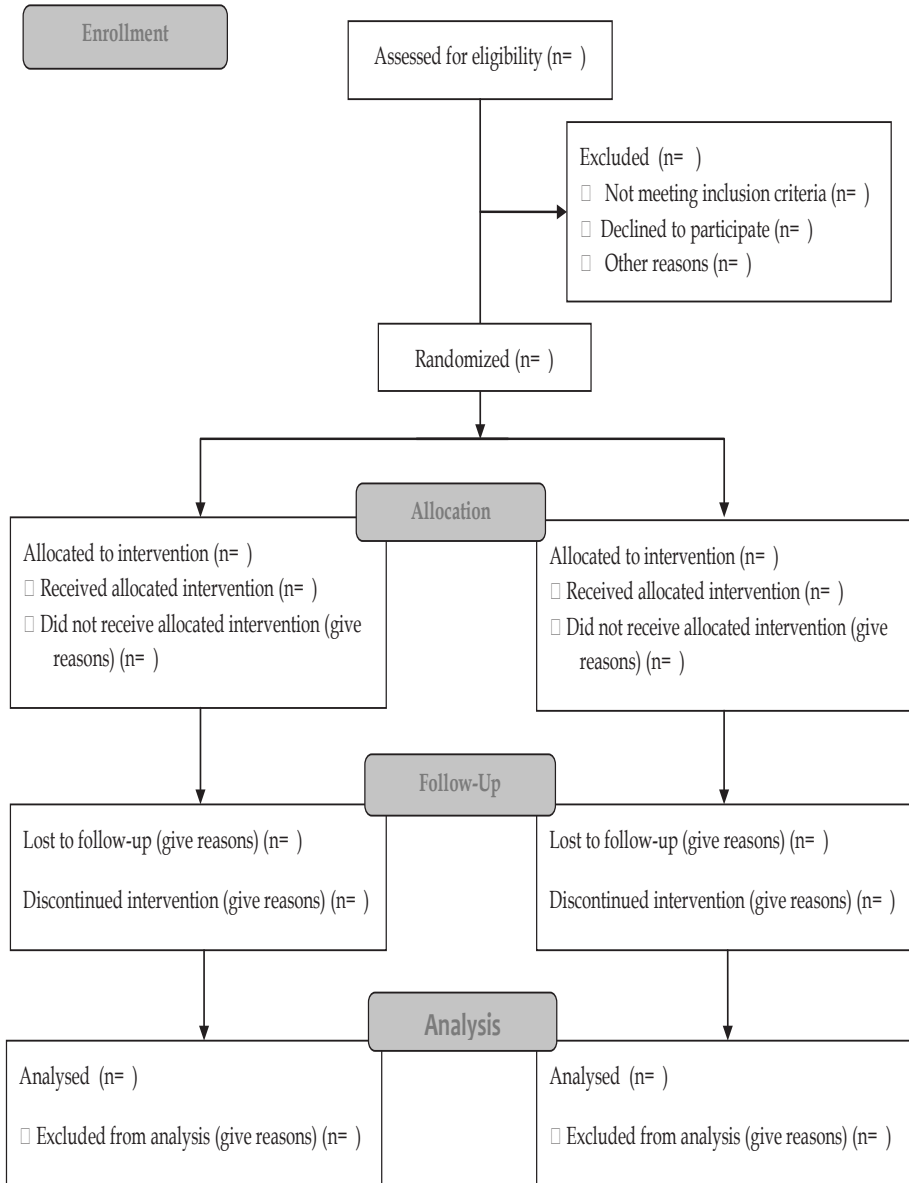 Enrollment
Assessed for eligibility (n= )
Excluded (n= )
□ Not meeting inclusion criteria (n= )
□ Declined to participate (n= )
□ Other reasons (n= )
Randomized (n= )
Allocation
Allocated to intervention (n= )
□ Received allocated intervention (n= )
□ Did not receive allocated intervention (give
reasons) (n= )
Allocated to intervention (n= )
□ Received allocated intervention (n= )
□ Did not receive allocated intervention (give
reasons) (n= )
Follow-Up
Lost to follow-up (give reasons) (n= )
Discontinued intervention (give reasons) (n= )
Lost to follow-up (give reasons) (n= )
Discontinued intervention (give reasons) (n= )
Analysis
Analysed (n= )
□ Excluded from analysis (give reasons) (n= )
Analysed (n= )
□ Excluded from analysis (give reasons) (n= )